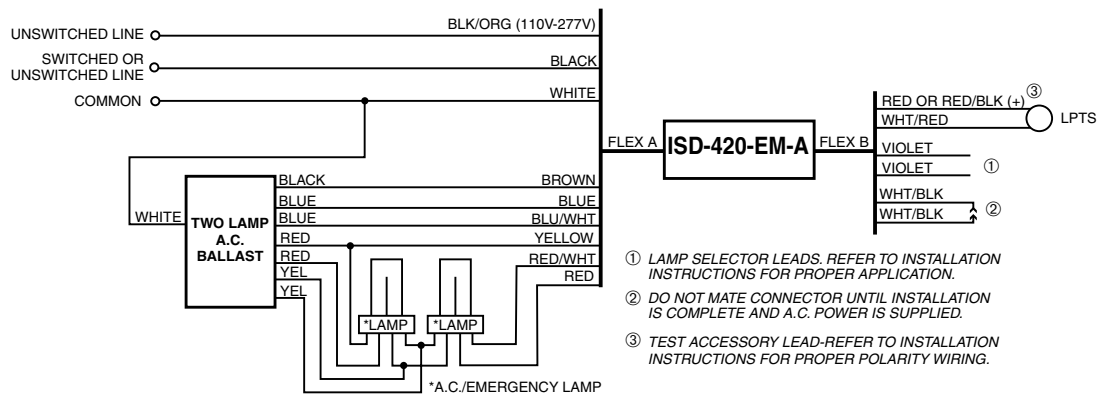 BLK/ORG (110V-277V)
UNSWITCHED LINE
SWITCHED OR
UNSWITCHED LINE
BLACK
COMMON
WHITE
RED OR RED/BLK (+)
③
LPTS
WHT/RED
FLEX A
ISD-420-EM-A
FLEX B
VIOLET
VIOLET
①
WHT/BLK
WHT/BLK
②
BLACK
BROWN
BLUE
BLUE
WHITE
TWO LAMP
A.C.
BALLAST
BLUE
BLU/WHT
RED
YELLOW
RED
RED/WHT
YEL
RED
YEL
*LAMP
*LAMP
*A.C./EMERGENCY LAMP
① LAMP SELECTOR LEADS. REFER TO INSTALLATION
INSTRUCTIONS FOR PROPER APPLICATION.
② DO NOT MATE CONNECTOR UNTIL INSTALLATION
IS COMPLETE AND A.C. POWER IS SUPPLIED.
③ TEST ACCESSORY LEAD-REFER TO INSTALLATION
INSTRUCTIONS FOR PROPER POLARITY WIRING.